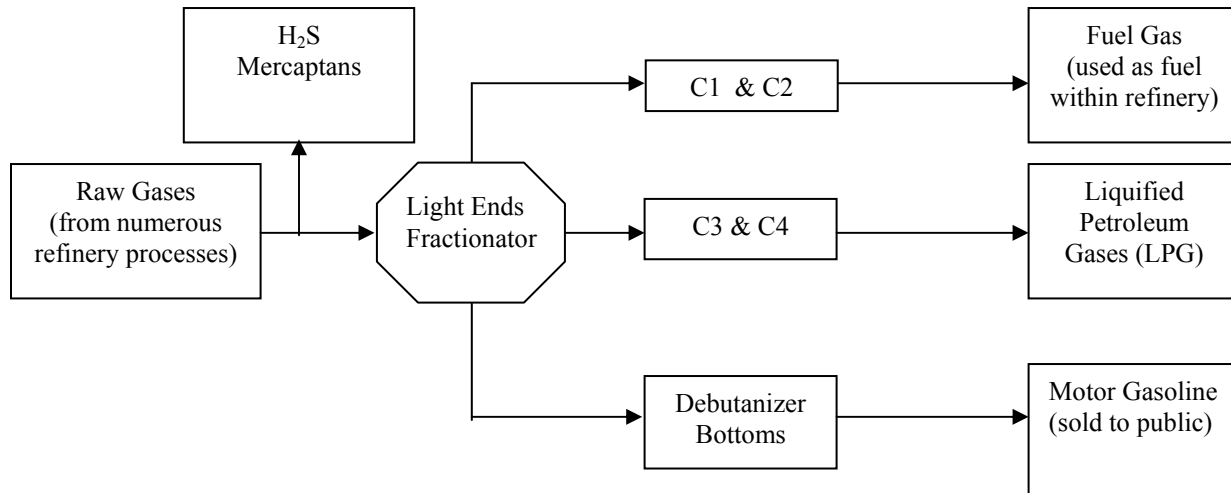 H₂S
Mercaptans
C1 & C2
Fuel Gas
(used as fuel
within refinery)
Raw Gases
(from numerous
refinery processes)
Light Ends
Fractionator
C3 & C4
Liquified
Petroleum
Gases (LPG)
Debutanizer
Bottoms
Motor Gasoline
(sold to public)